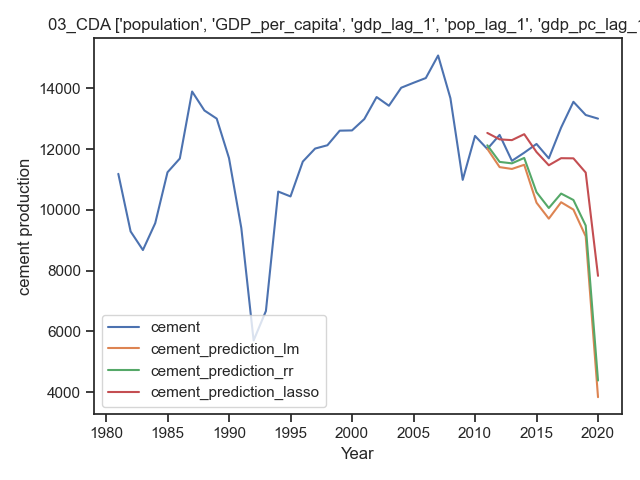 03_CDA ['population', 'GDP_per_capita', 'gdp_lag_1', 'pop_lag_1', 'gdp_pc_lag_1
cement production
14000
12000
10000
8000
6000
4000
cement
cement_prediction_lm
cement_prediction_rr
cement_prediction_lasso
1980 1985 1990 1995 2000 2005 2010 2015 2020
Year